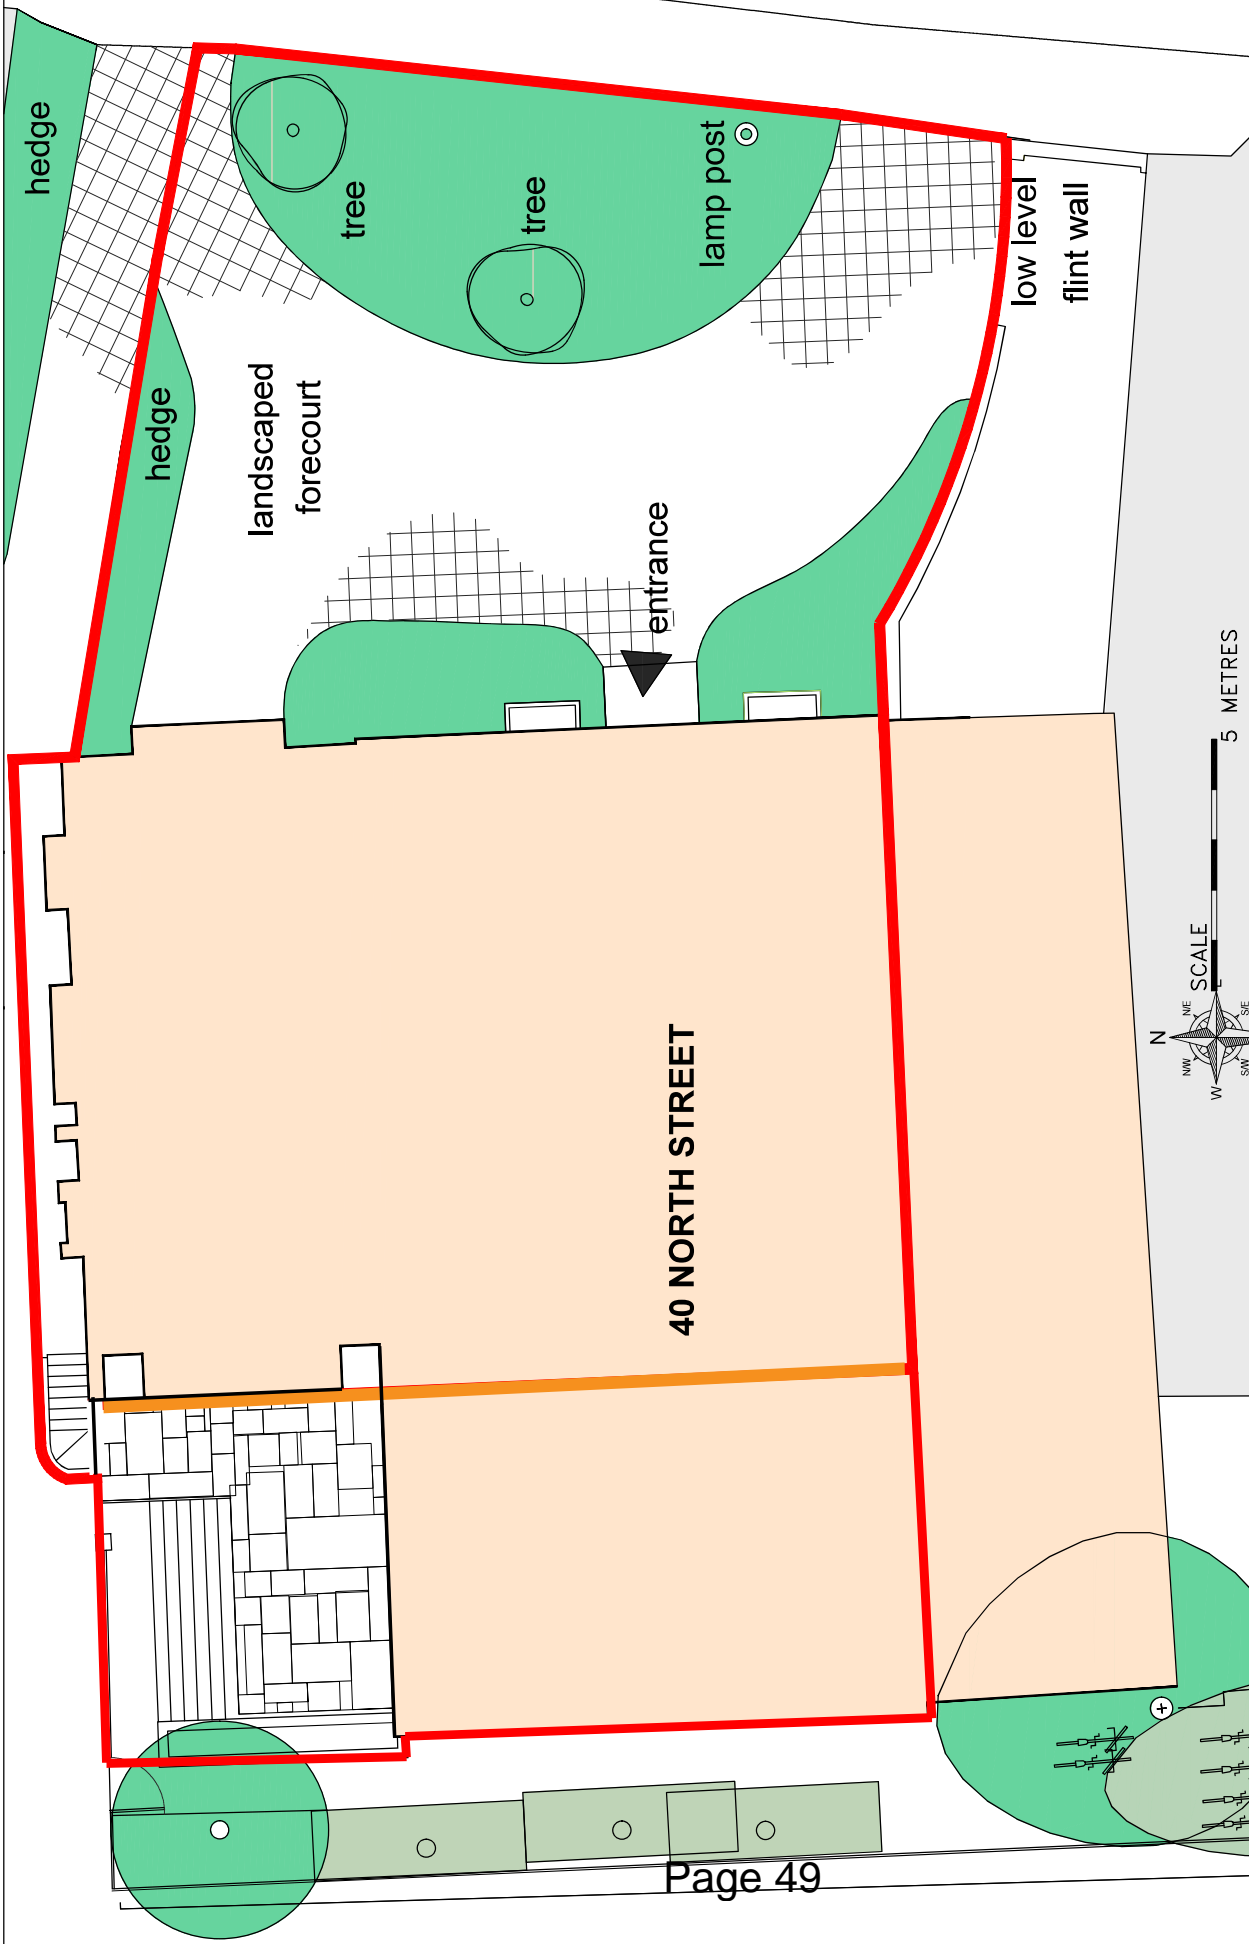 hedge
tree
tree
lamp post
low level
flint wall
hedge
landscaped
forecourt
entrance
40 NORTH STREET
5 METRES
SCALE
N
N/E
N/W
W
S/W
S/E
Page 49